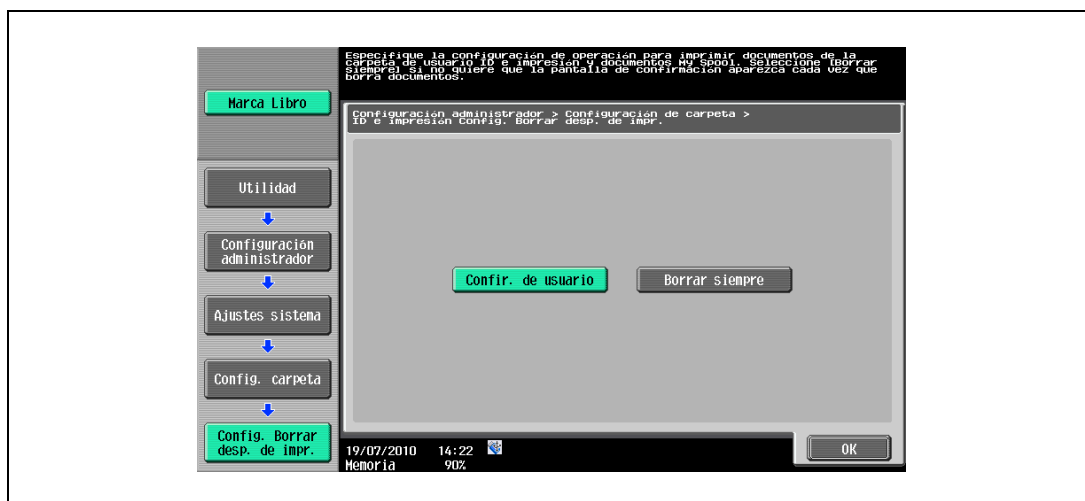 Especifique la configuración de operación para imprimir documentos de la
carpeta de usuario ID e impresión y documentos My Spool. Seleccione [Borrar
siempre] si no quiere que la pantalla de confirmación aparezca cada vez que
borra documentos.
Marca Libro
Configuración administrador > Configuración de carpeta >
ID e impresión Config. Borrar desp. de impr.
Utilidad
Configuración
administrador
Ajustes sistema
Config. carpeta
Config. Borrar
desp. de impr.
Confir. de usuario
Borrar siempre
19/07/2010 14:22
Memoria 90%
OK